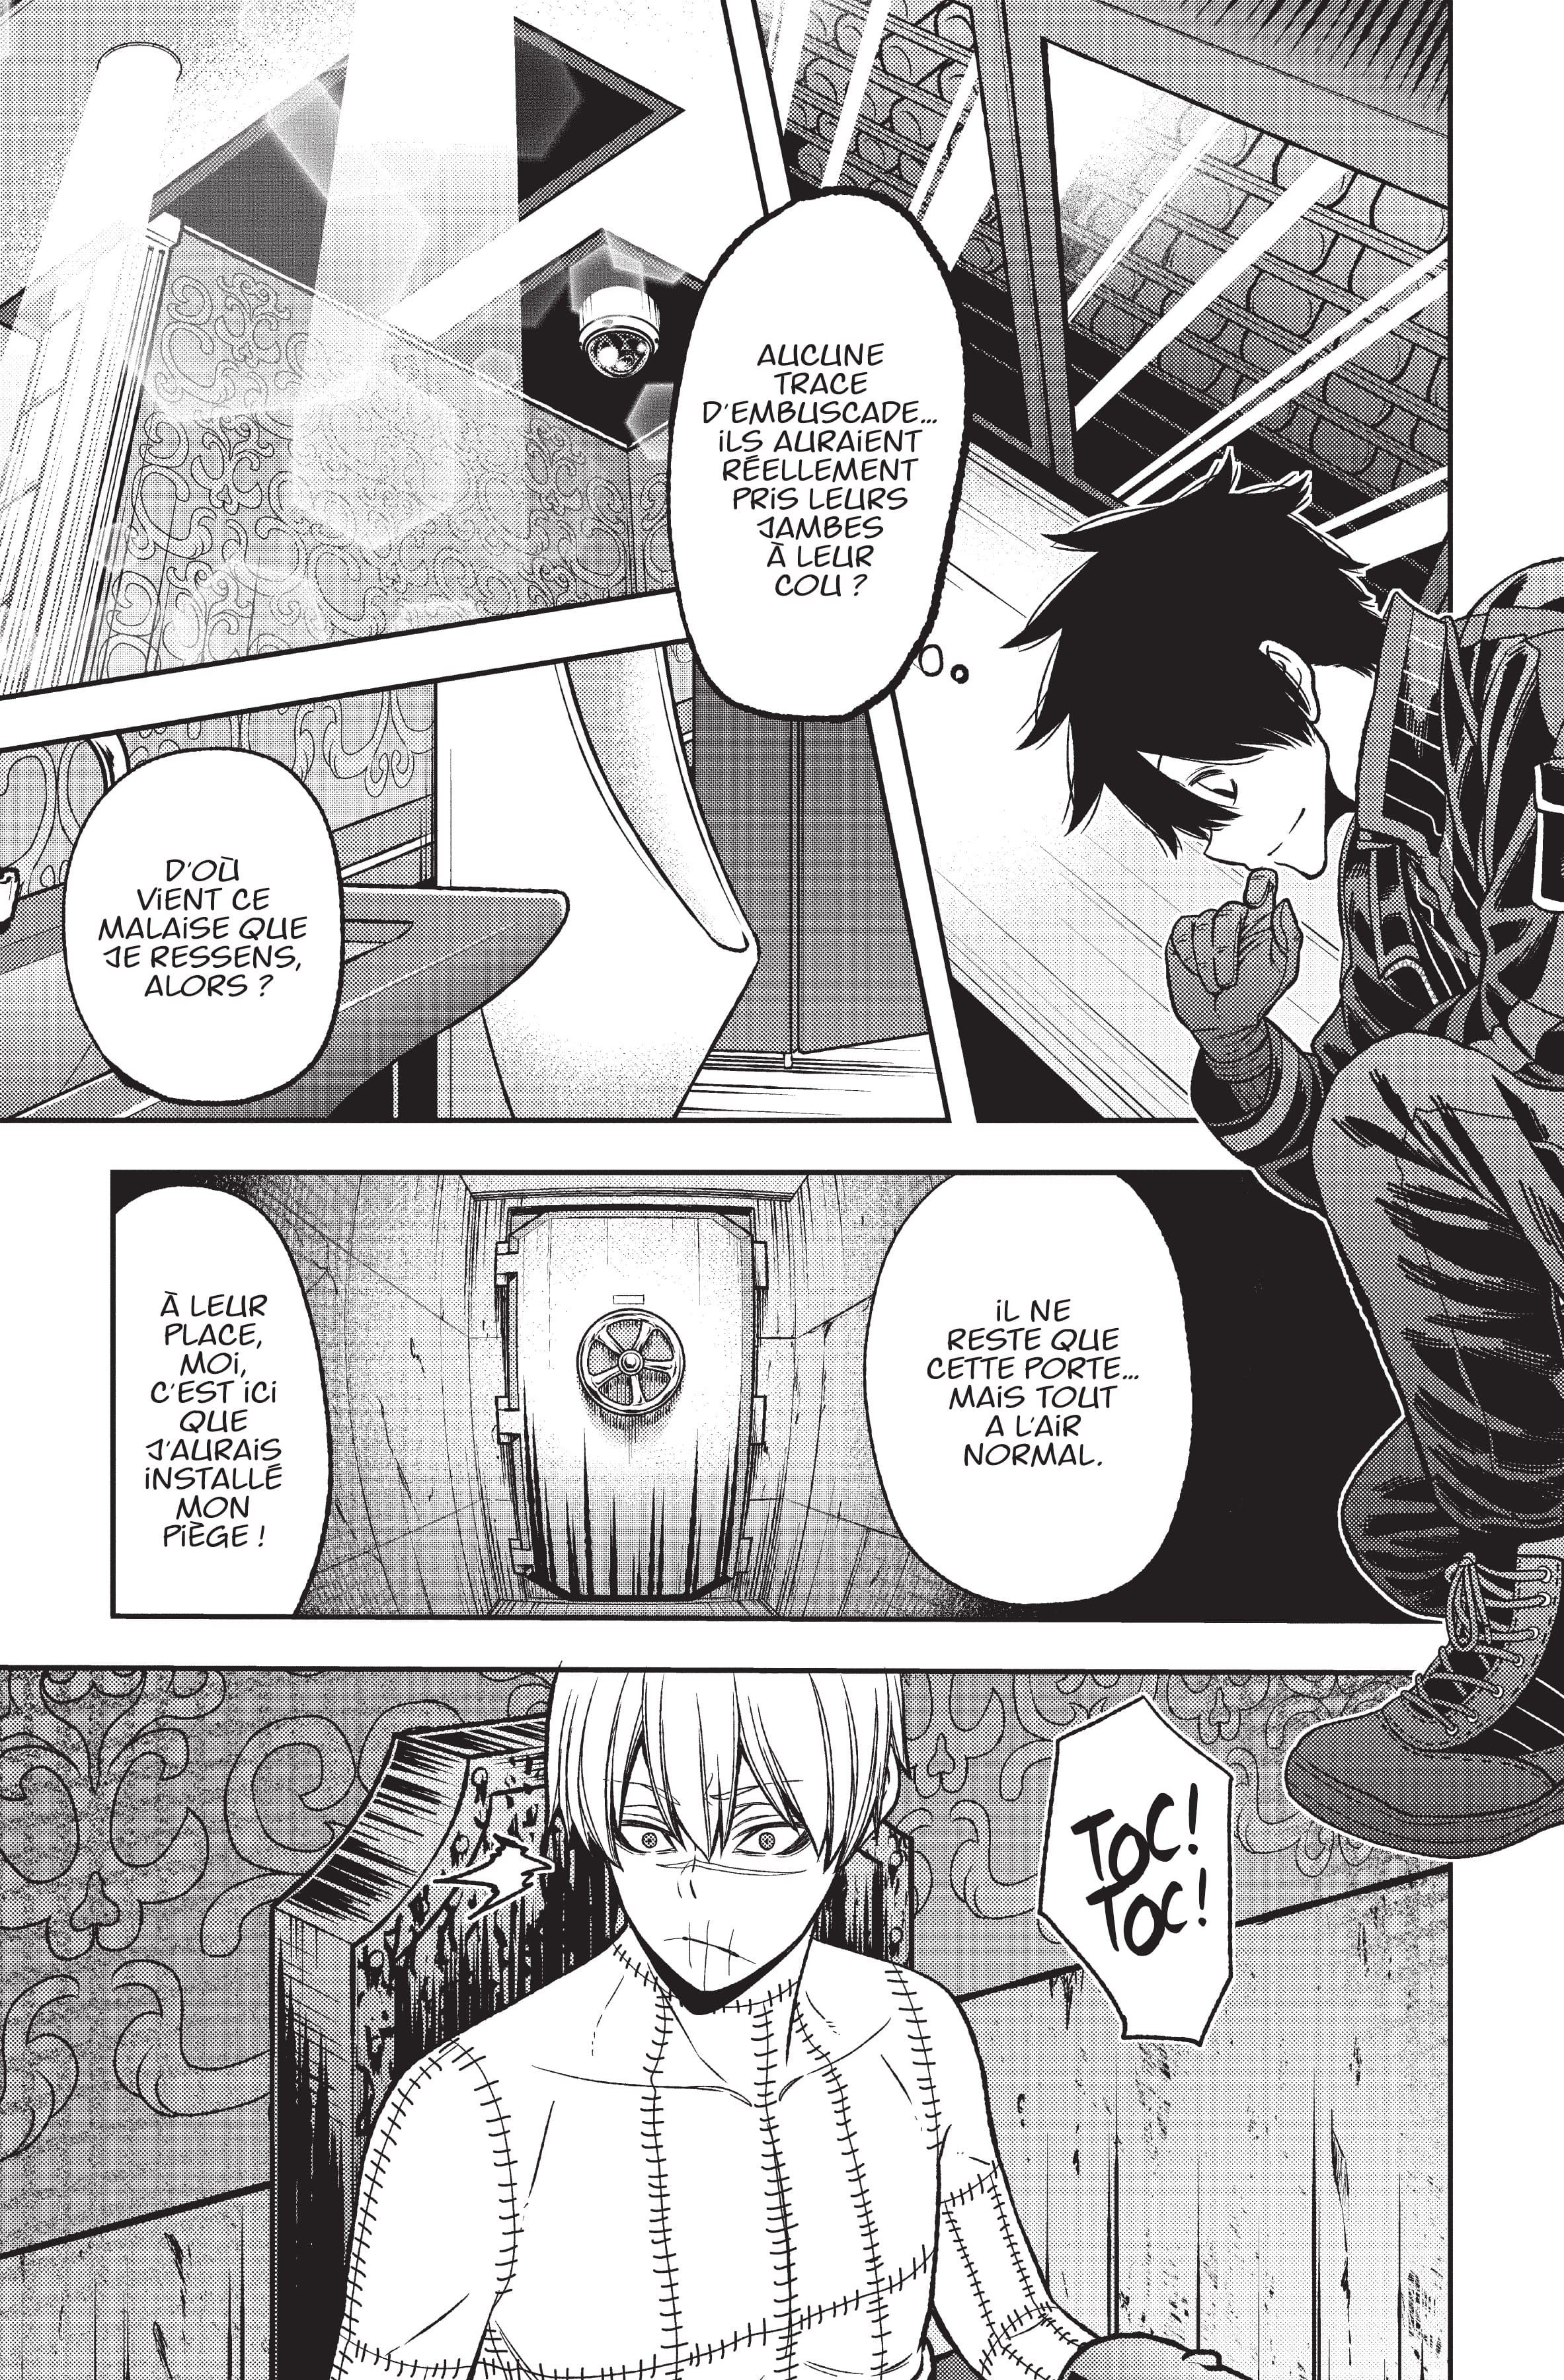 AUCUNE
TRACE
D'EMBUSCADE...
ILS AURAIENT
RÉELLEMENT
PRIS LEURS
JAMBES
À LEUR
COU ?
D'OÙ
VIENT CE
MALAISE QUE
JE RESSENS,
ALORS ?
IL NE
RESTE QUE
CETTE PORTE...
MAIS TOUT
A L'AIR
NORMAL.
À LEUR
PLACE,
MOI,
C'EST ICI
QUE
J'AURAIS
INSTALLÉ
MON
PIÈGE !
TOC!
TOC!